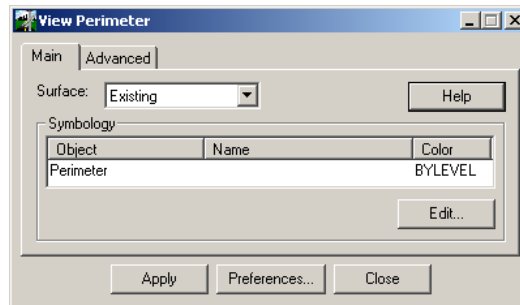 View Perimeter
Main Advanced
Surface: Existing Help
Symbology
Object Name Color
Perimeter BYLEVEL
Edit...
Apply Preferences... Close